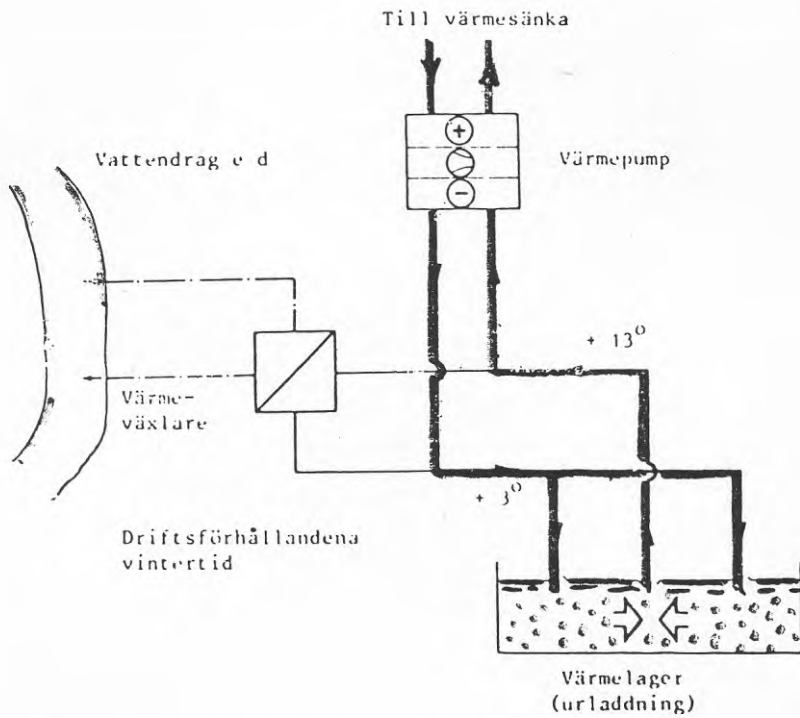 Till värmesänka
Vattendrag e d
Värmepump
+ 13°
Värme-
växlare
+ 3°
Driftsförhållandena
vintertid
Värmelager
(urladdning)